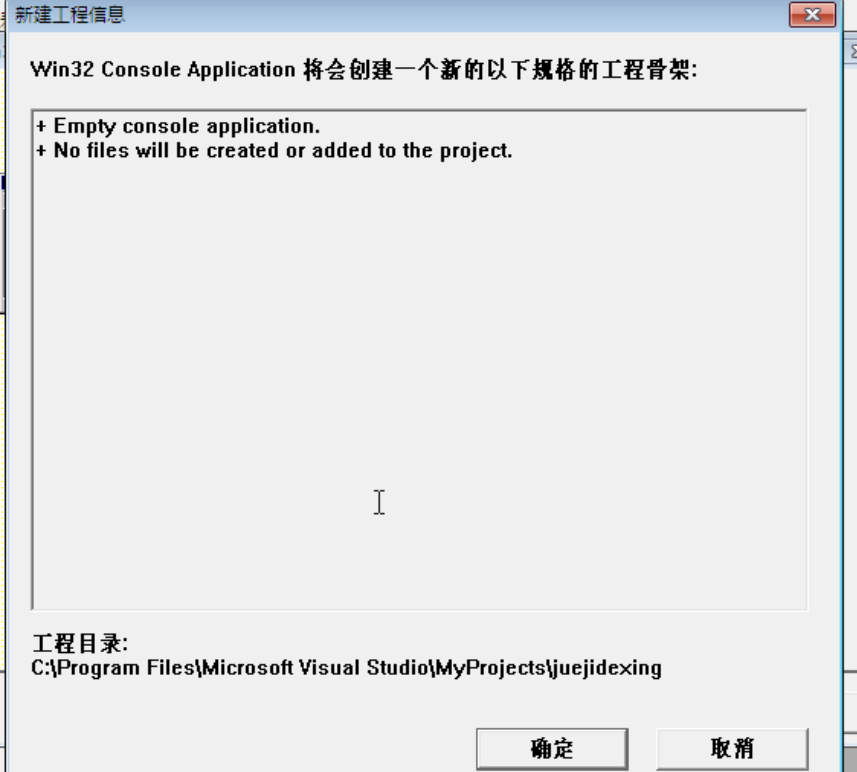 新建工程信息
Win32 Console Application 将会创建一个新的以下规格的工程骨架:
+ Empty console application.
+ No files will be created or added to the project.
工程目录:
C:\Program Files\Microsoft Visual Studio\MyProjects\juejidexing
确定
取消